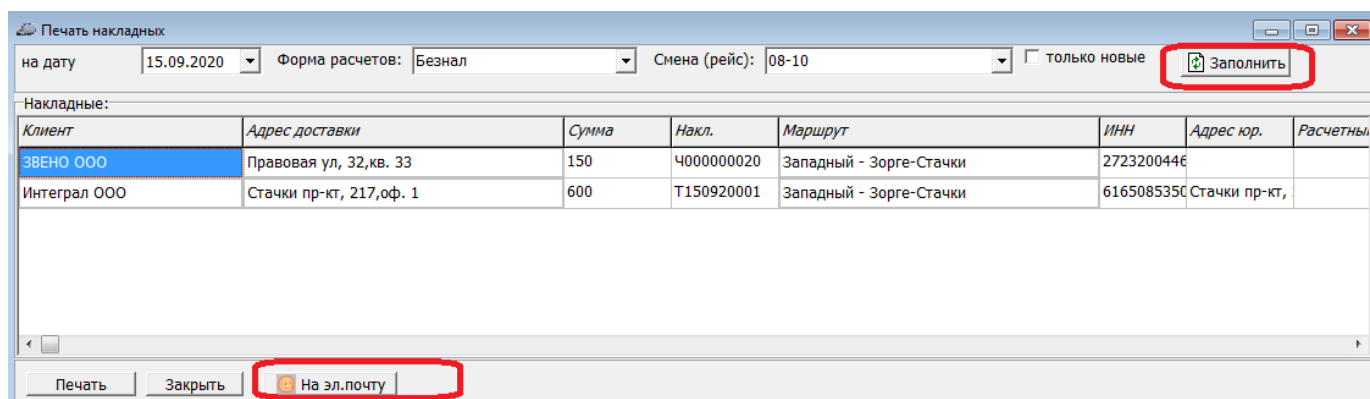 Печать накладных
на дату 15.09.2020 Форма расчетов: Безнал Смена (рейс): 08-10 только новые Заполнить
Накладные:
Клиент Адрес доставки Сумма Накл. Маршрут ИНН Адрес юр. Расчетный
ЗВЕНО ООО Правовая ул, 32,кв. 33 150 Ч000000020 Западный - Зорге-Стачки 2723200446
Интеграл ООО Стачки пр-кт, 217,оф. 1 600 Т150920001 Западный - Зорге-Стачки 6165085350 Стачки пр-кт,
Печать Закрыть На эл.почту